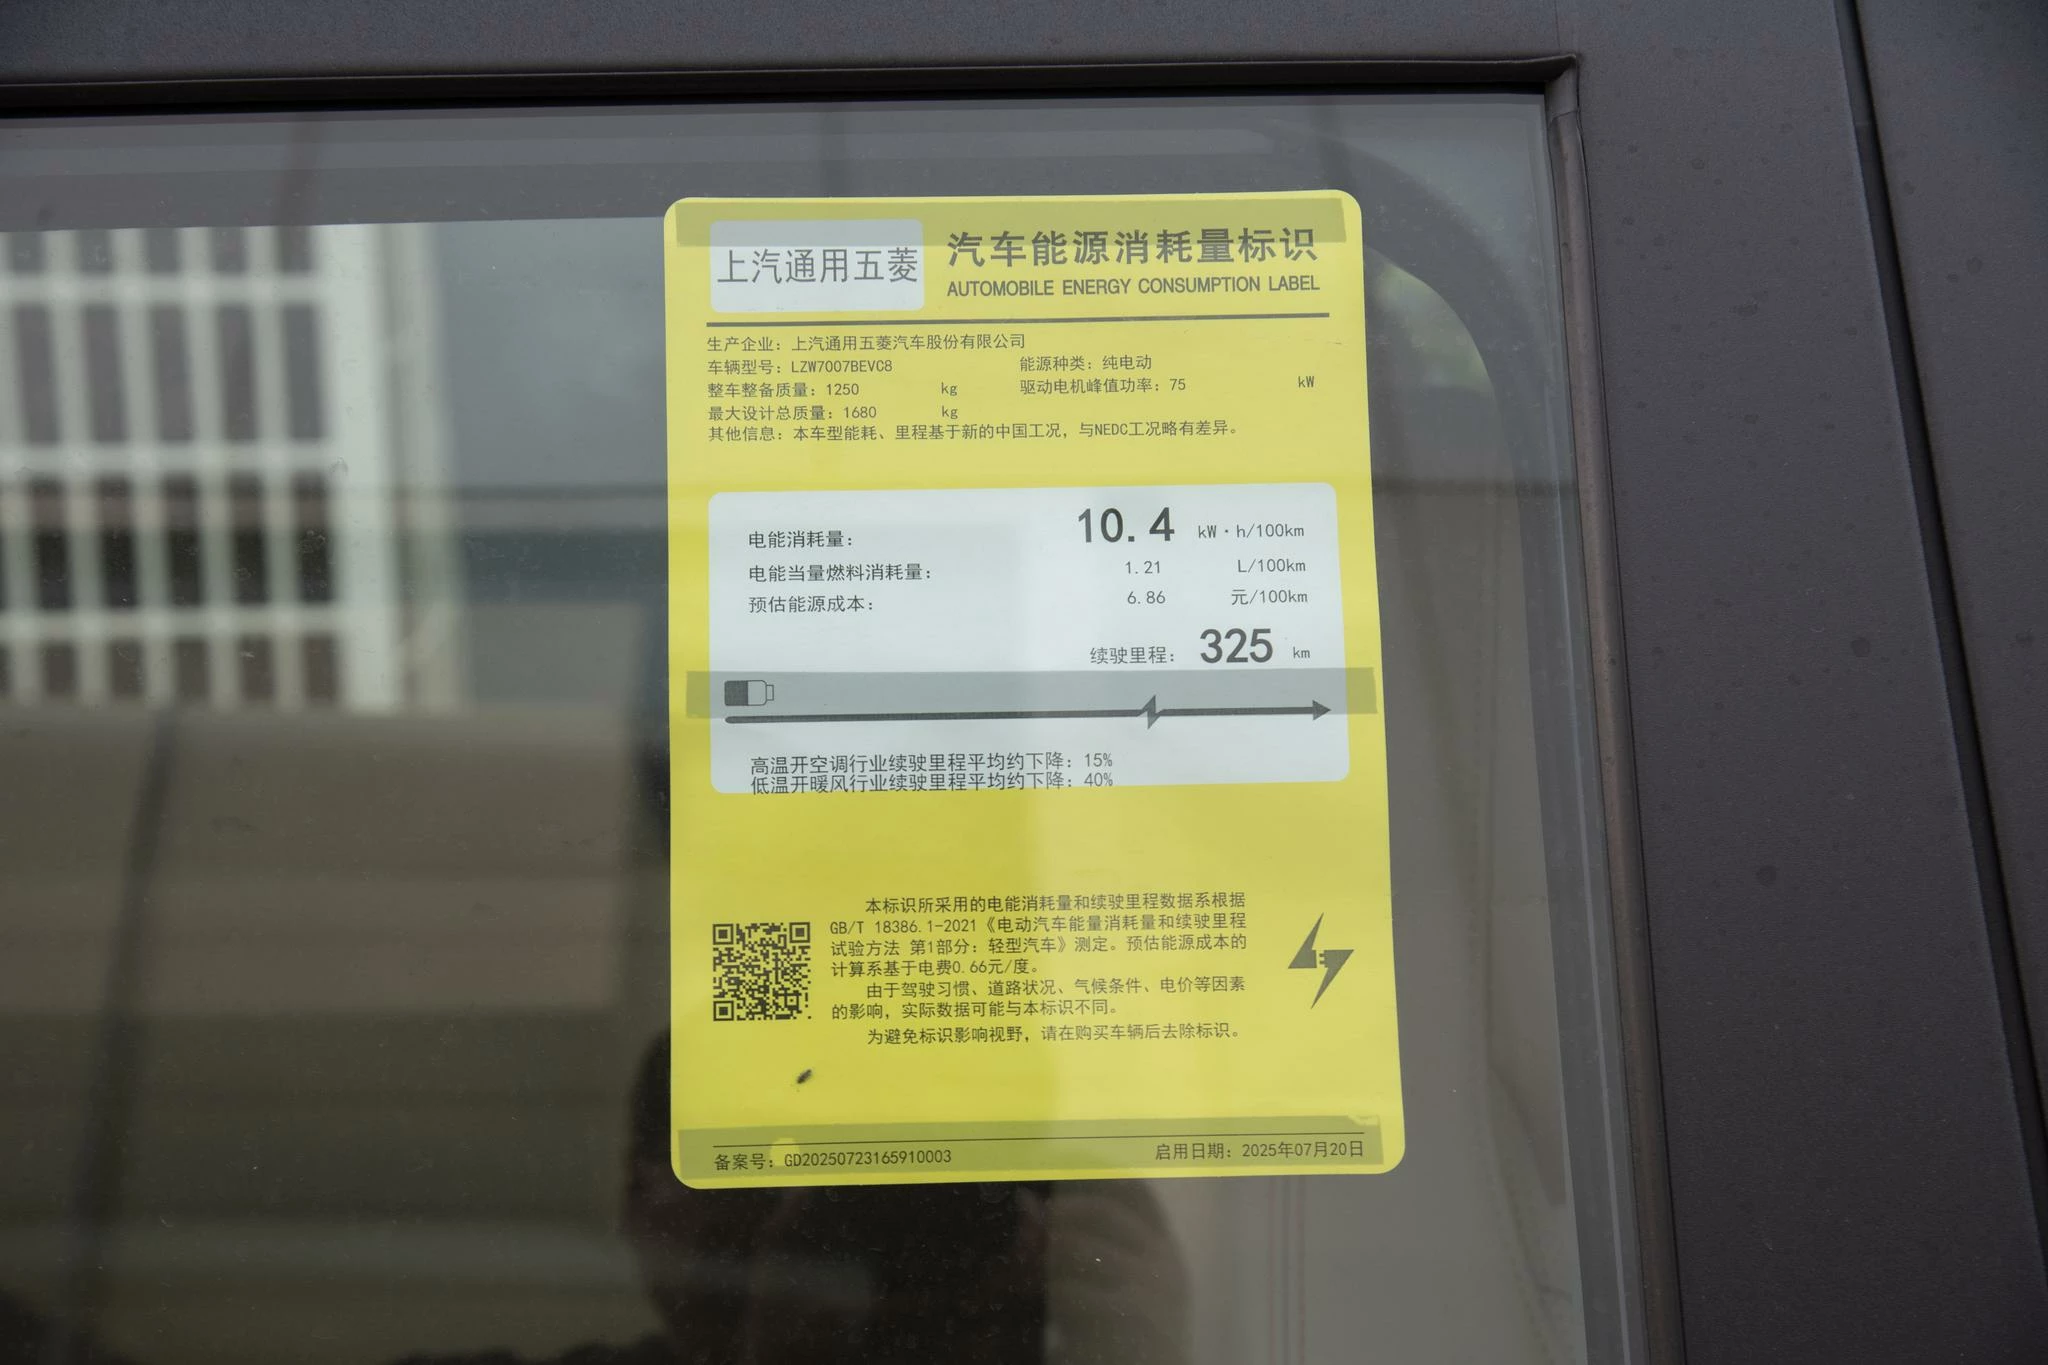 上汽通用五菱
汽车能源消耗量标识
AUTOMOBILE ENERGY CONSUMPTION LABEL
生产企业：上汽通用五菱汽车股份有限公司
车辆型号：LZW7007BEVC8 能源种类：纯电动
整车整备质量：1250 kg 驱动电机峰值功率：75 kW
最大设计总质量：1680 kg
其他信息：本车型能耗、里程基于新的中国工况，与NEDC工况略有差异。
电能消耗量： 10.4 kW·h/100km
电能当量燃料消耗量： 1.21 L/100km
预估能源成本： 6.86 元/100km
续驶里程： 325 km
高温开空调行业续驶里程平均约下降：15%
低温开暖风行业续驶里程平均约下降：40%
本标识所采用的电能消耗量和续驶里程数据系根据
GB/T 18386.1-2021《电动汽车能量消耗量和续驶里程
试验方法 第1部分：轻型汽车》测定。预估能源成本的
计算系基于电费0.66元/度。
由于驾驶习惯、道路状况、气候条件、电价等因素
的影响，实际数据可能与本标识不同。
为避免标识影响视野，请在购买车辆后去除标识。
备案号：GD20250723165910003 启用日期：2025年07月20日